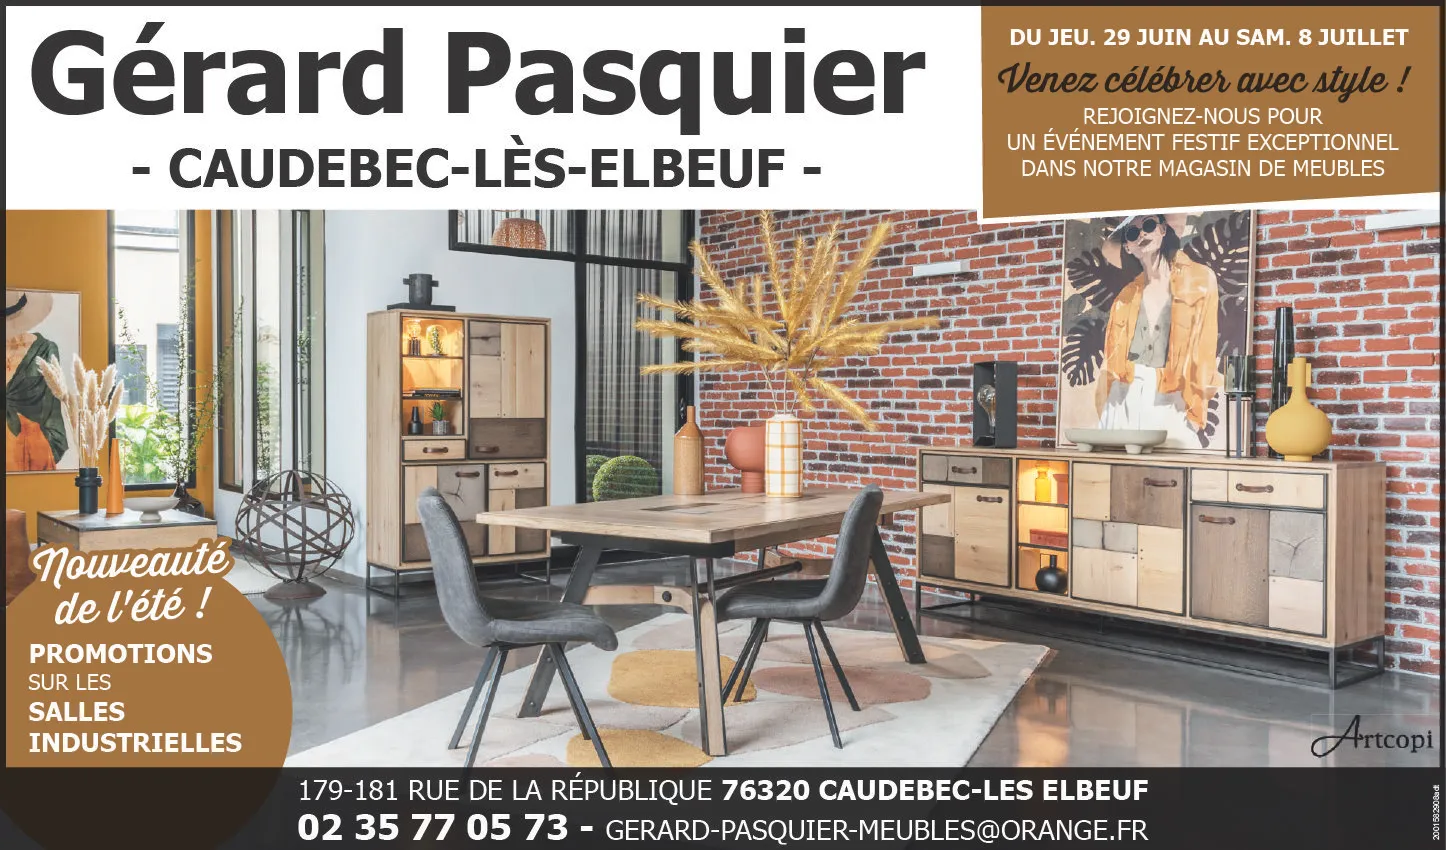 Gérard Pasquier
- CAUDEBEC-LÈS-ELBEUF -
DU JEU. 29 JUIN AU SAM. 8 JUILLET
Venez célébrer avec style !
REJOIGNEZ-NOUS POUR
UN ÉVÉNEMENT FESTIF EXCEPTIONNEL
DANS NOTRE MAGASIN DE MEUBLES
Nouveauté
de l'été !
PROMOTIONS
SUR LES
SALLES
INDUSTRIELLES
Artcopi
179-181 RUE DE LA RÉPUBLIQUE 76320 CAUDEBEC-LES ELBEUF
02 35 77 05 73 - GERARD-PASQUIER-MEUBLES@ORANGE.FR
2001582908adt